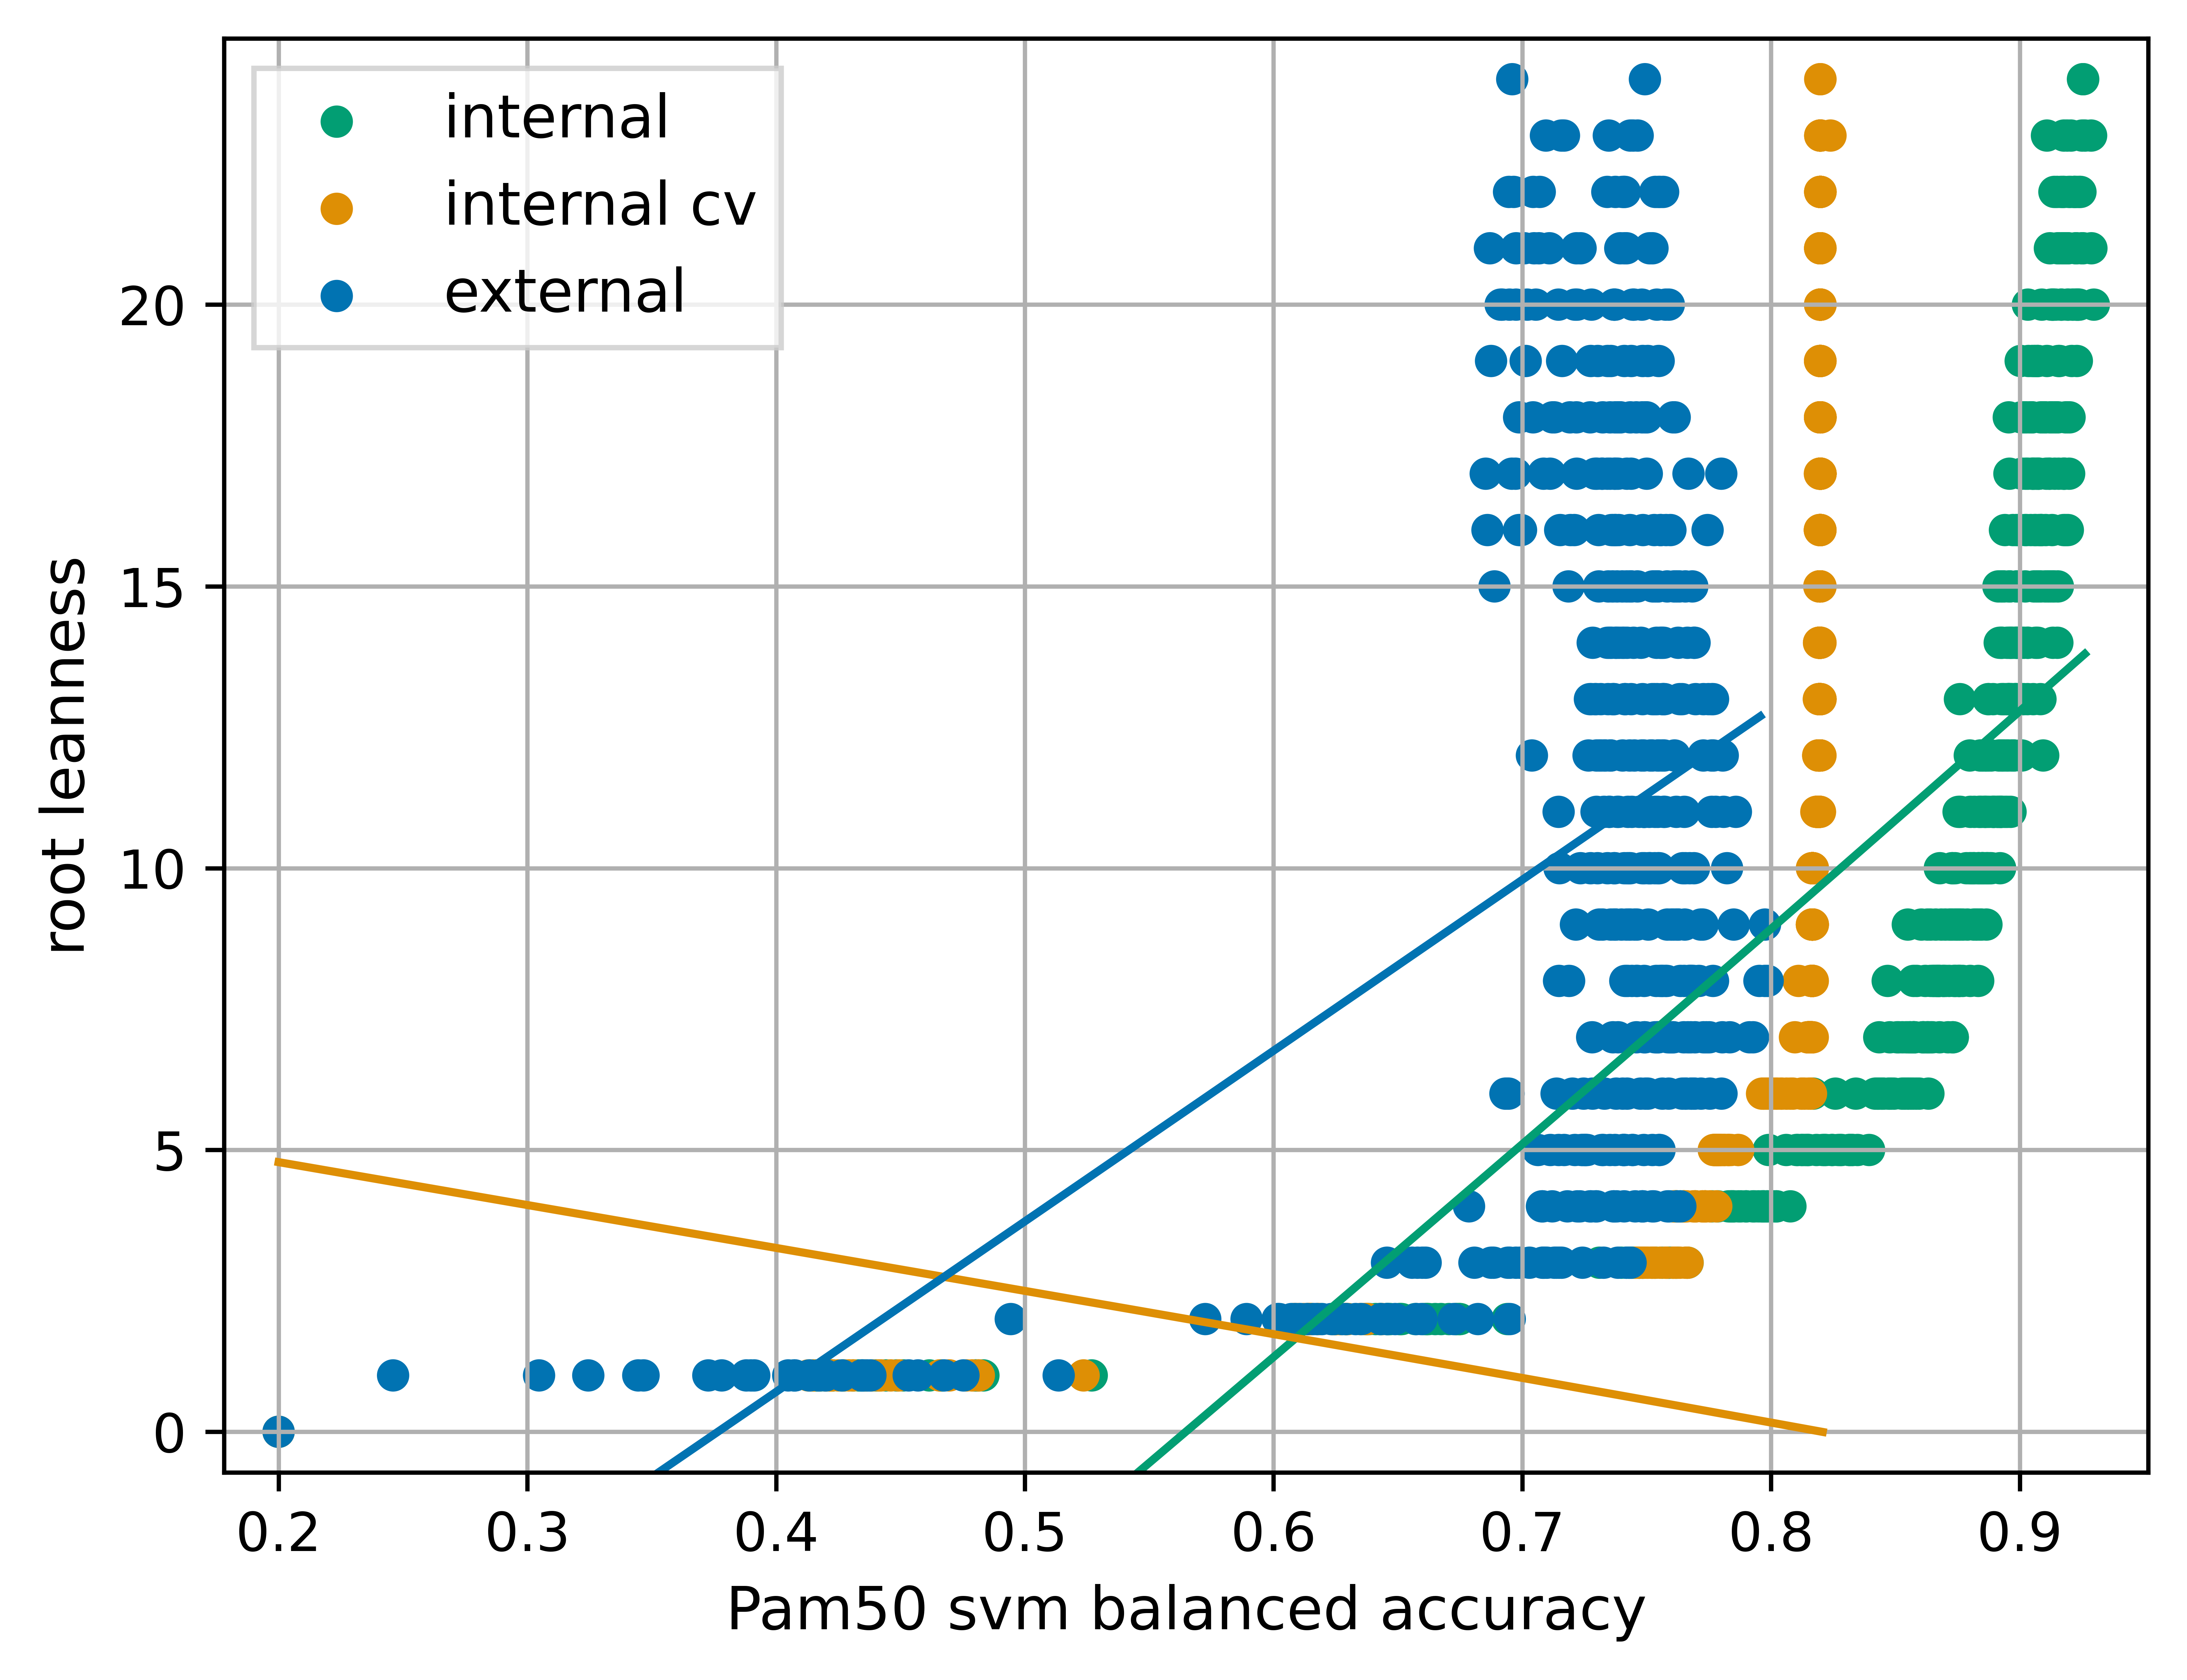 internal
internal cv
external
20
15
10
5
0
root leanness
0.2 0.3 0.4 0.5 0.6 0.7 0.8 0.9
Pam50 svm balanced accuracy